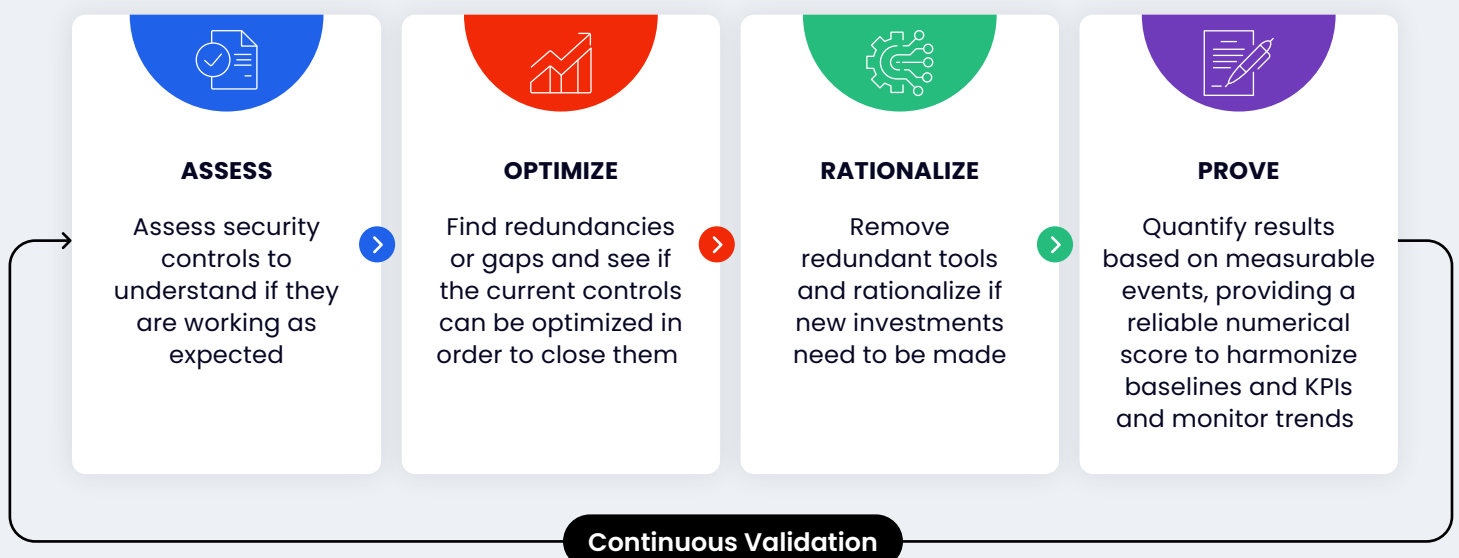 ASSESS
Assess security
controls to
understand if they
are working as
expected
OPTIMIZE
Find redundancies
or gaps and see if
the current controls
can be optimized in
order to close them
RATIONALIZE
Remove
redundant tools
and rationalize if
new investments
need to be made
PROVE
Quantify results
based on measurable
events, providing a
reliable numerical
score to harmonize
baselines and KPIs
and monitor trends
Continuous Validation